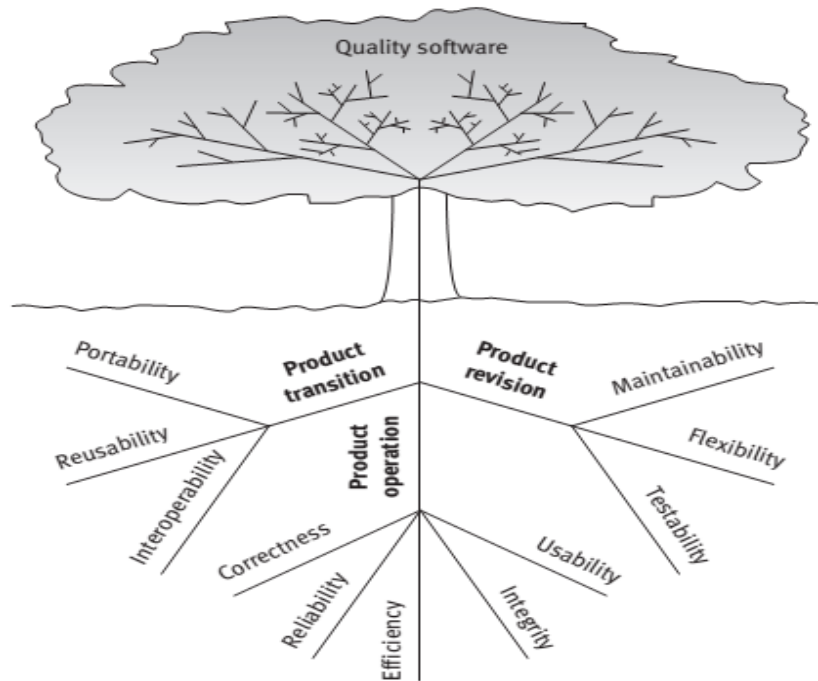 Quality software
Portability
Product
transition
Product
revision
Maintainability
Reusability
Interoperability
Product
operation
Flexibility
Testability
Correctness
Reliability
Efficiency
Integrity
Usability